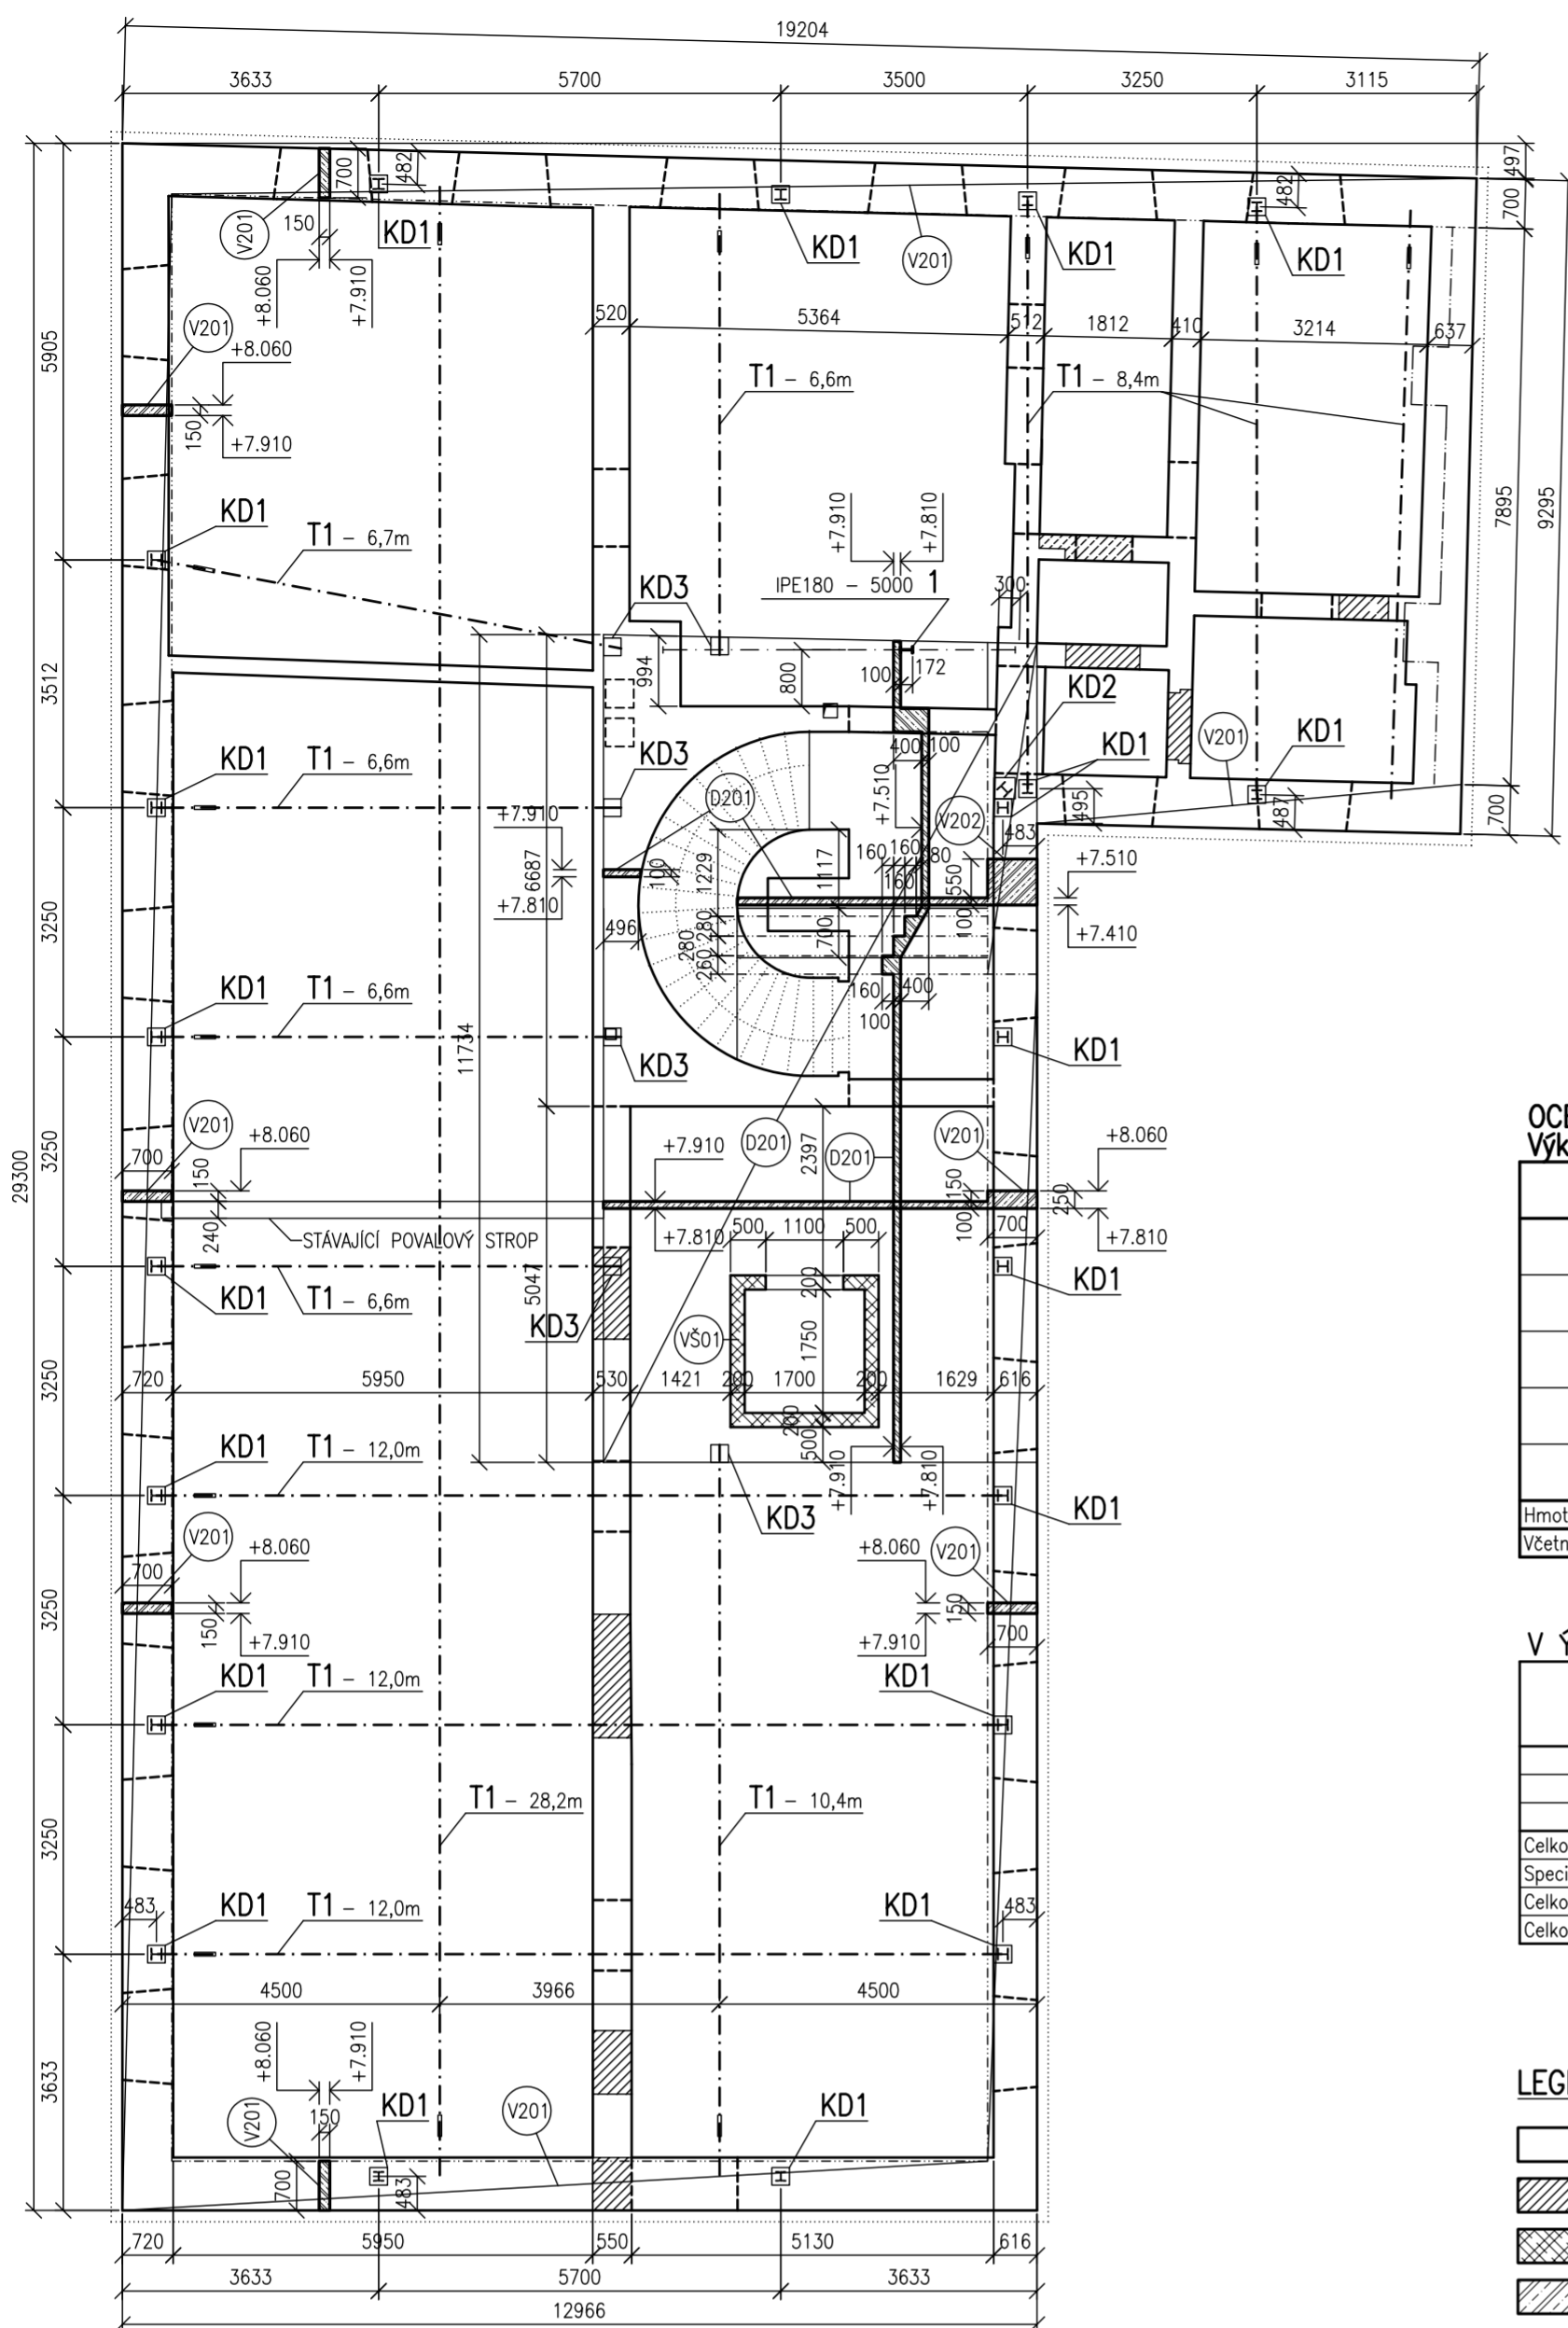 19204
3633 5700 3500 3250 3115
700 482 482 497
700
V201 150 KD1 KD1 V201 KD1 KD1
+8.060 +7.910
V201
520 5364 512 1812 410 3214 637
+8.060
5905
T1 – 6,6m T1 – 8,4m
150 +7.910
7895 9295
KD1
T1 – 6,7m
+7.910 +7.810
KD3 IPE180 – 5000 1 300
994 800 100 172
3512
KD2
KD1 T1 – 6,6m KD3 400 100 KD1 V201 KD1
D201 +7.510 V202 495 487 700
+7.910 483
1229 1117 160 160 80 +7.510
6687 100 160 550
3250
+7.810 100
496 280 280 700 +7.410
260
KD1 T1 – 6,6m 160 400
11734 100
KD3 KD1
29300
V201 +8.060 +7.910 D201 D201 V201 +8.060
3250
700 150 2397 150 250
240 STÁVAJÍCÍ POVALOVÝ STROP 100 700
+7.810 500 1100 500 +7.810
KD1 T1 – 6,6m 5047 200 KD1
KD3 VŠ01 1750
3250
720 5950 530 1421 200 1700 200 1629 616
200
KD1 T1 – 12,0m 500 +7.910 +7.810
KD3 KD1
V201 +8.060 +8.060 V201
3250
700
150 +7.910 +7.910 150 700
KD1 T1 – 12,0m KD1
T1 – 28,2m T1 – 10,4m
3250
483 KD1 T1 – 12,0m KD1 483
4500 3966 4500
+8.060 +7.910
3633
V201 150 KD1 V201 KD1
700 483
720 5950 550 5130 616
3633 5700 3633
12966
OCE
Výk
Hmot
Včetn
V Ý
Celko
Speci
Celko
Celko
LEG